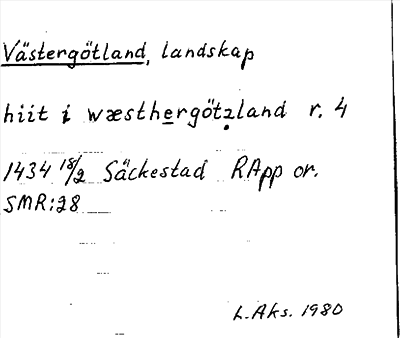 Västergötland, landskap
hiit i wæsthergötzland r. 4
1434 18/2 Säckestad RApp or.
SMR:28
L.Aks. 1980